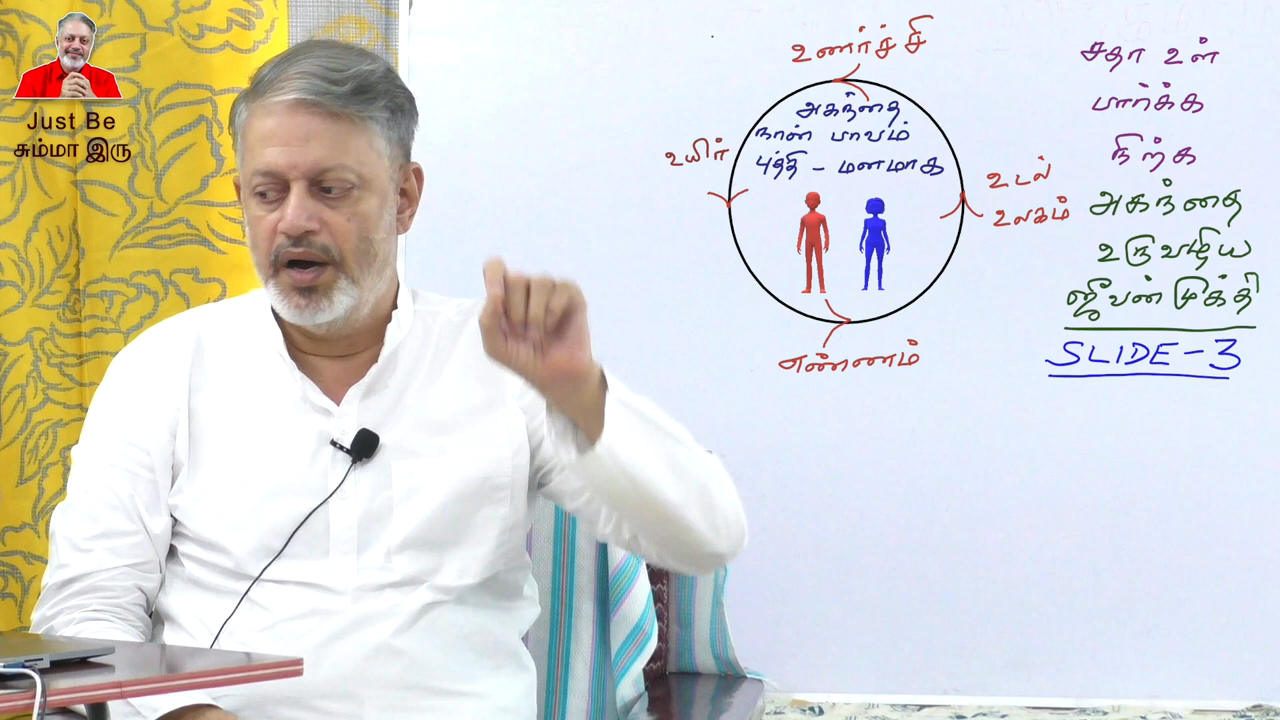 Just Be
சும்மா இரு
உணர்ச்சி
அகந்தை
நான் பாவம்
புத்தி - மனமாக
உயிர்
உடல்
உலகம்
எண்ணம்
சதா உள்
பார்க்க
நிற்க
அகந்தை
உருவழிய
ஜீவன் முக்தி
SLIDE-3